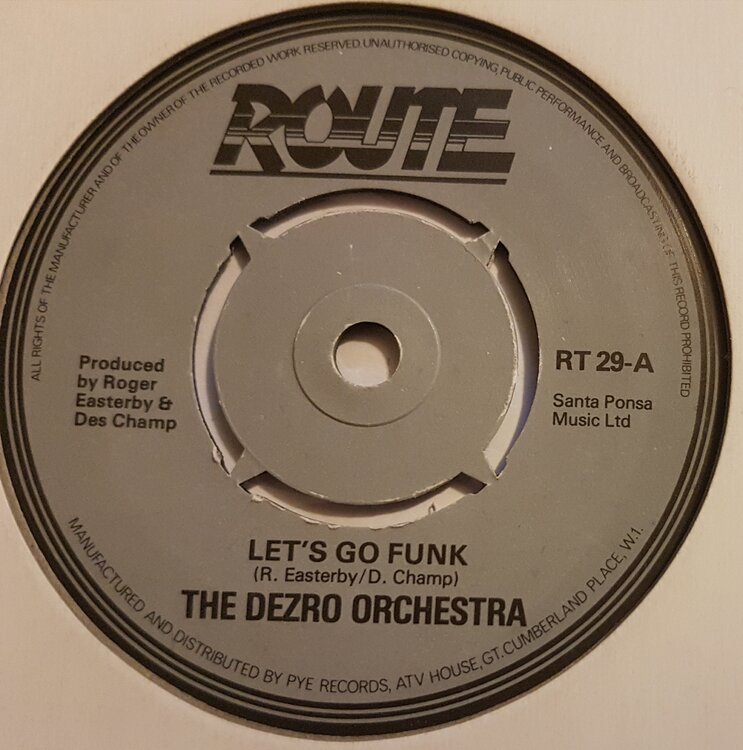 ALL RIGHTS OF THE MANUFACTURER AND OF THE OWNER OF THE RECORDED WORK RESERVED. UNAUTHORISED COPYING, PUBLIC PERFORMANCE AND BROADCASTING OF THIS RECORD PROHIBITED
ROUTE
Produced
by Roger
Easterby &
Des Champ
RT 29-A
Santa Ponsa
Music Ltd
LET'S GO FUNK
(R. Easterby/D. Champ)
THE DEZRO ORCHESTRA
MANUFACTURED AND DISTRIBUTED BY PYE RECORDS, ATV HOUSE, GT. CUMBERLAND PLACE, W.1.